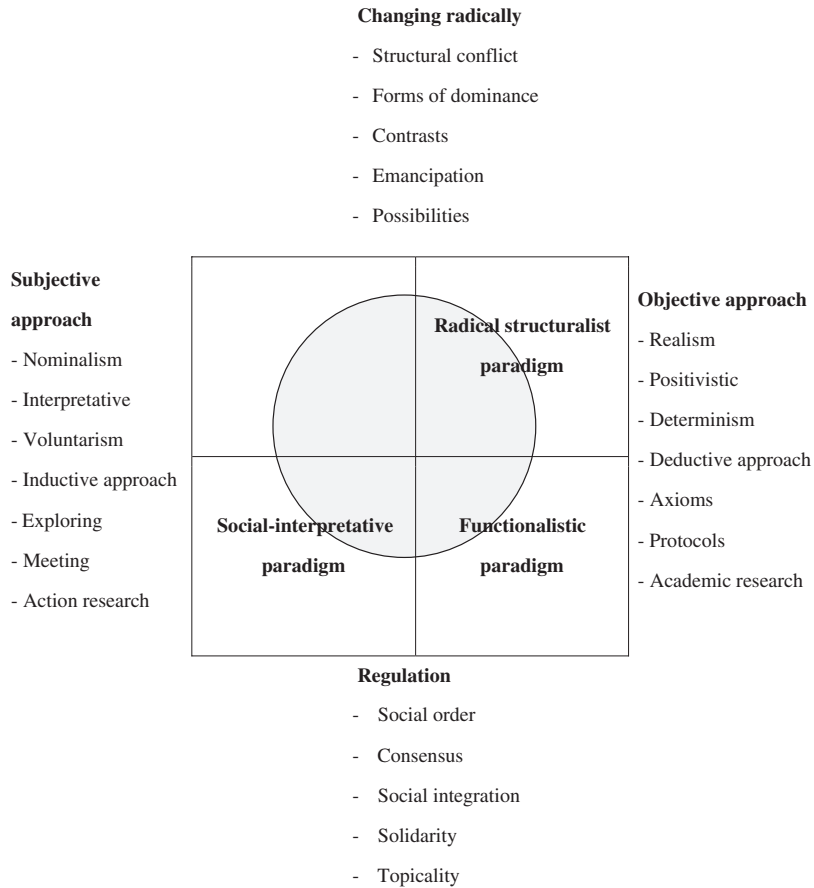 Changing radically
- Structural conflict
- Forms of dominance
- Contrasts
- Emancipation
- Possibilities
Subjective
approach
- Nominalism
- Interpretative
- Voluntarism
- Inductive approach
- Exploring
- Meeting
- Action research
Radical structuralist
paradigm
Social-interpretative
paradigm
Functionalistic
paradigm
Objective approach
- Realism
- Positivistic
- Determinism
- Deductive approach
- Axioms
- Protocols
- Academic research
Regulation
- Social order
- Consensus
- Social integration
- Solidarity
- Topicality